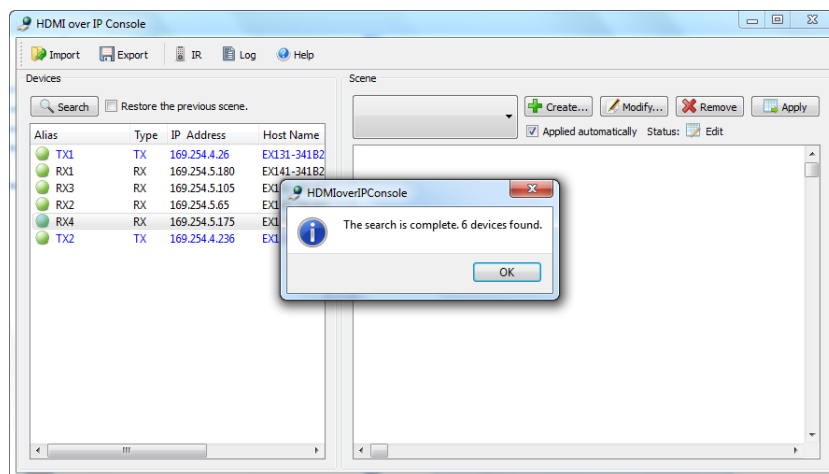 HDMI over IP Console
Import Export IR Log Help
Devices
Scene
Search Restore the previous scene.
Create... Modify... Remove Apply
Applied automatically Status: Edit
Alias Type IP Address Host Name
TX1 TX 169.254.4.26 EX131-341B2
RX1 RX 169.254.5.180 EX141-341B2
RX3 RX 169.254.5.105 EX1
RX2 RX 169.254.5.65 EX1
RX4 RX 169.254.5.175 EX1
TX2 TX 169.254.4.236 EX1
HDMIoverIPConsole
The search is complete. 6 devices found.
OK